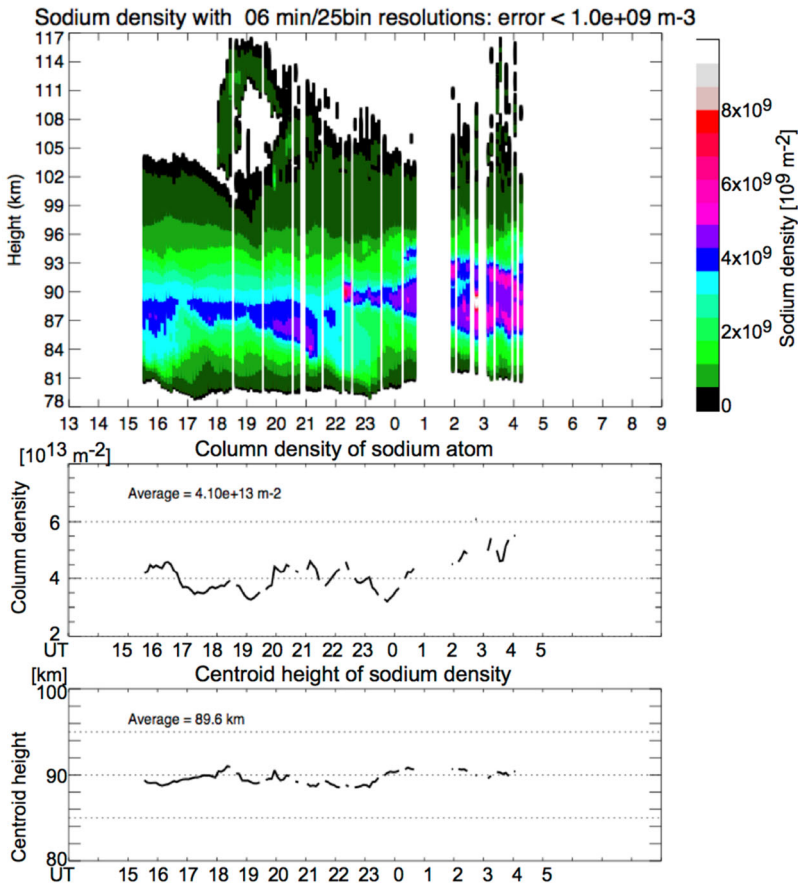 Sodium density with 06 min/25bin resolutions: error < 1.0e+09 m-3
117
114
111
108
105
102
99
96
93
90
87
84
81
78
Height (km)
13 14 15 16 17 18 19 20 21 22 23 0 1 2 3 4 5 6 7 8 9
8x10⁹
6x10⁹
4x10⁹
2x10⁹
0
Sodium density [10⁹ m-2]
Column density of sodium atom
[10¹³ m-2]
Average = 4.10e+13 m-2
6
4
2
Column density
UT 15 16 17 18 19 20 21 22 23 0 1 2 3 4 5
Centroid height of sodium density
[km]
100
Average = 89.6 km
90
80
Centroid height
UT 15 16 17 18 19 20 21 22 23 0 1 2 3 4 5